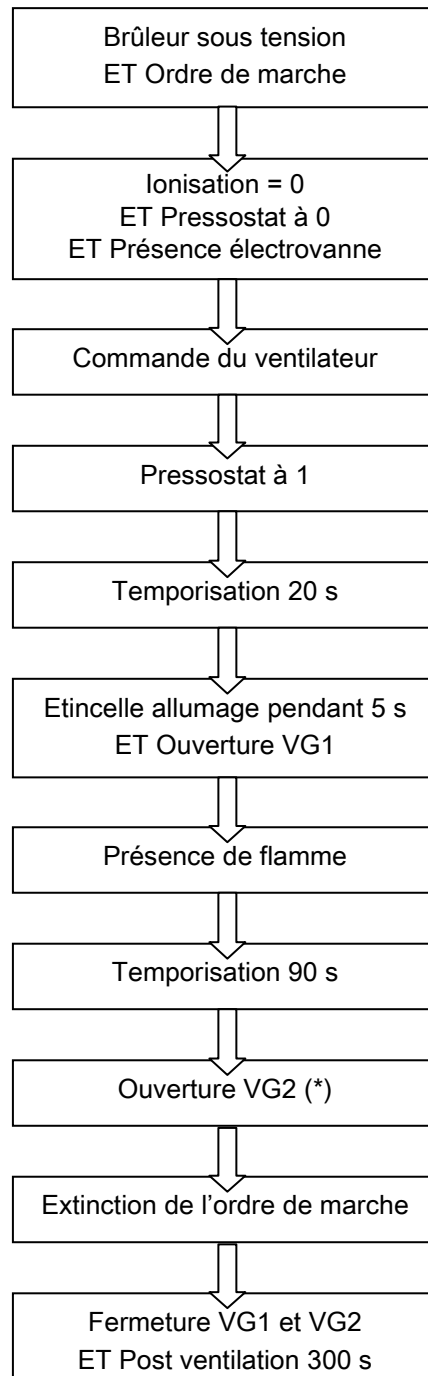 Brûleur sous tension
ET Ordre de marche
Ionisation = 0
ET Pressostat à 0
ET Présence électrovanne
Commande du ventilateur
Pressostat à 1
Temporisation 20 s
Etincelle allumage pendant 5 s
ET Ouverture VG1
Présence de flamme
Temporisation 90 s
Ouverture VG2 (*)
Extinction de l’ordre de marche
Fermeture VG1 et VG2
ET Post ventilation 300 s